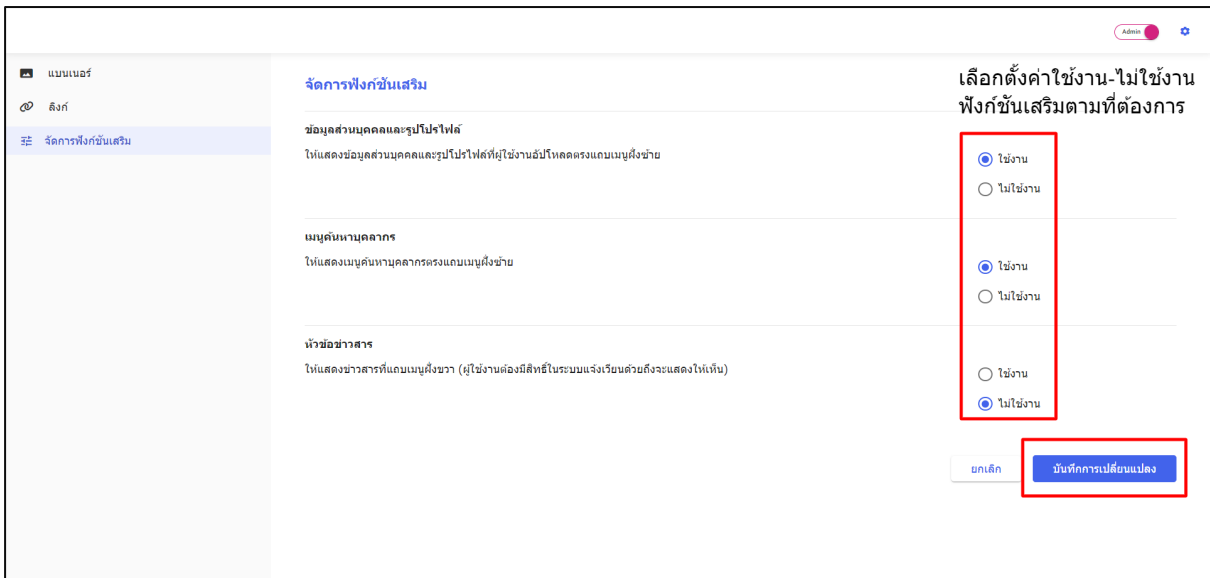 Admin
แบนเนอร์
ลิงก์
จัดการฟังก์ชันเสริม
จัดการฟังก์ชันเสริม
เลือกตั้งค่าใช้งาน-ไม่ใช้งาน
ฟังก์ชันเสริมตามที่ต้องการ
ข้อมูลส่วนบุคคลและรูปโปรไฟล์
ให้แสดงข้อมูลส่วนบุคคลและรูปโปรไฟล์ที่ผู้ใช้งานอัปโหลดตรงแถบเมนูฝั่งซ้าย
ใช้งาน
ไม่ใช้งาน
เมนูค้นหาบุคลากร
ให้แสดงเมนูค้นหาบุคลากรตรงแถบเมนูฝั่งซ้าย
ใช้งาน
ไม่ใช้งาน
หัวข้อข่าวสาร
ให้แสดงข่าวสารที่แถบเมนูฝั่งขวา (ผู้ใช้งานต้องมีสิทธิ์ในระบบแจ้งเวียนด้วยถึงจะแสดงให้เห็น)
ใช้งาน
ไม่ใช้งาน
ยกเลิก
บันทึกการเปลี่ยนแปลง